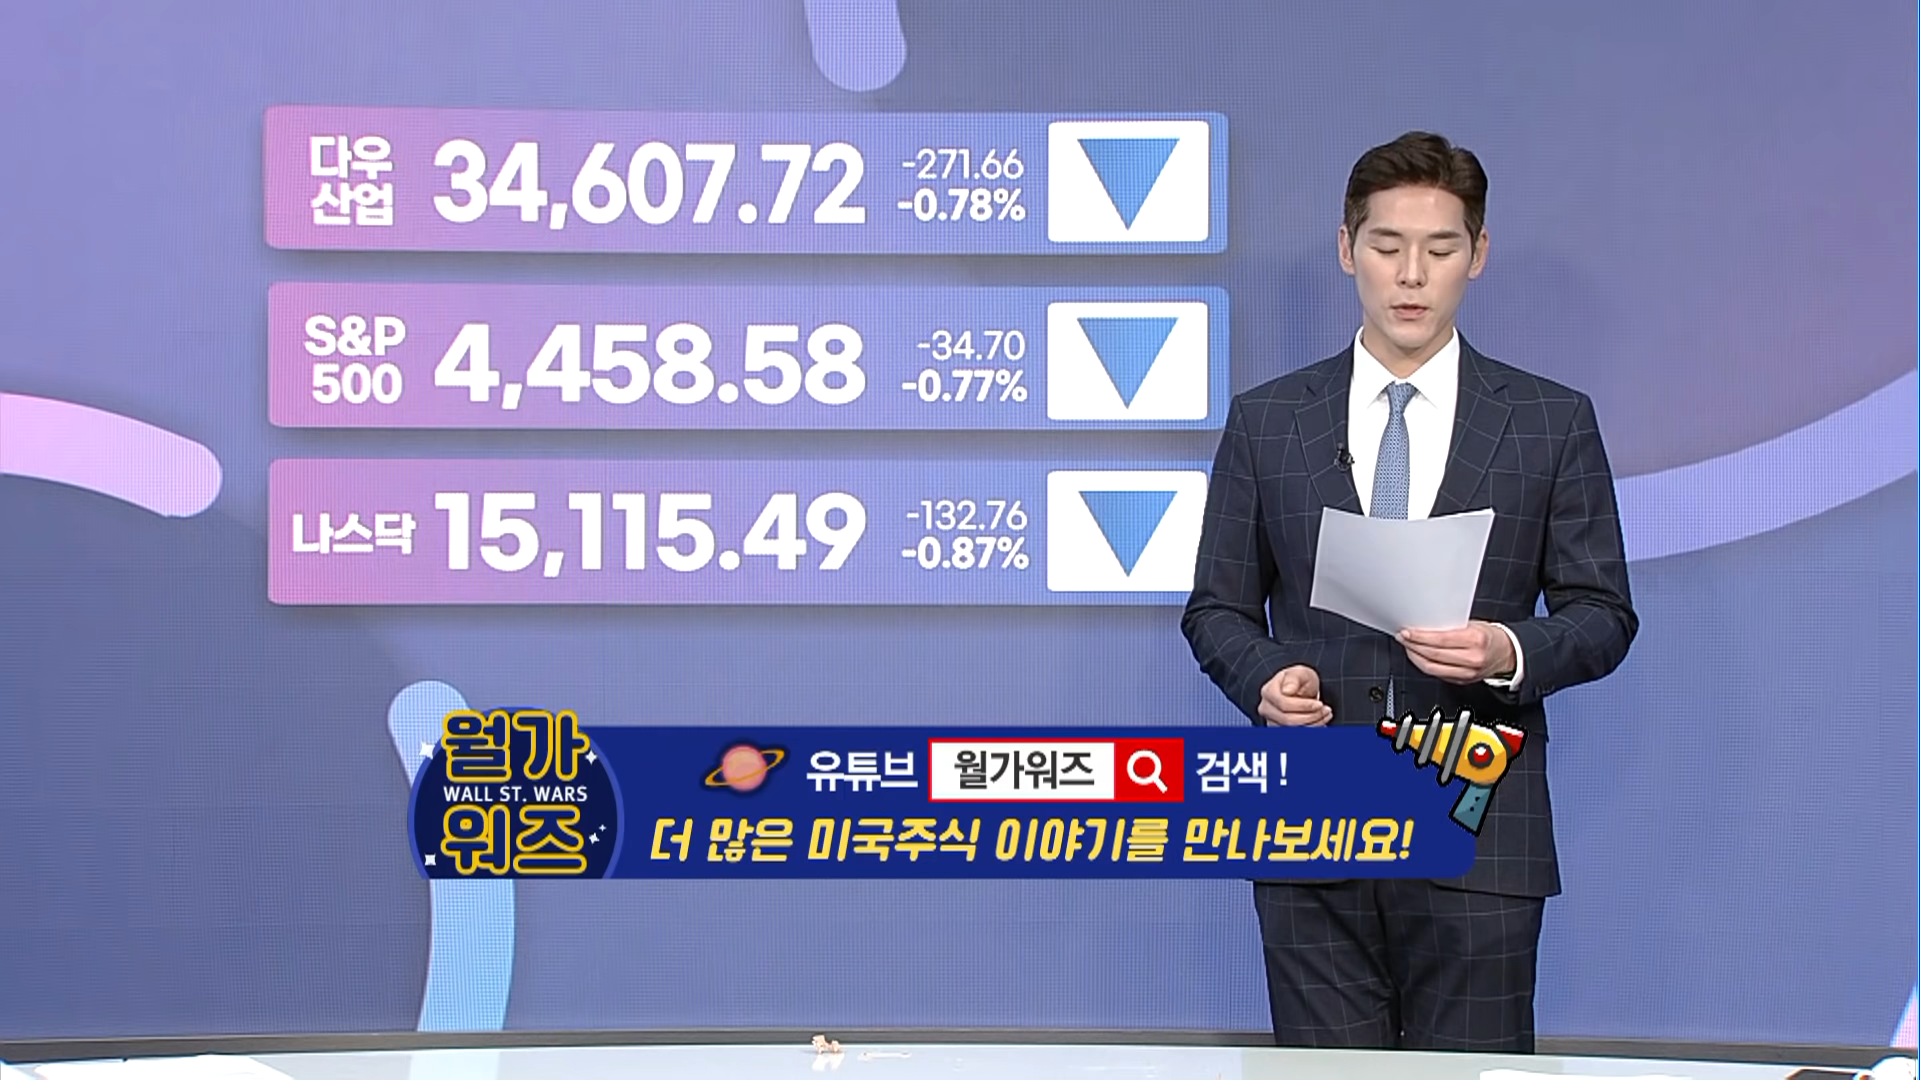 다우
산업
34,607.72
-271.66
-0.78%
S&P
500
4,458.58
-34.70
-0.77%
나스닥
15,115.49
-132.76
-0.87%
월가
WALL ST. WARS
워즈
유튜브 월가워즈 검색!
더 많은 미국주식 이야기를 만나보세요!